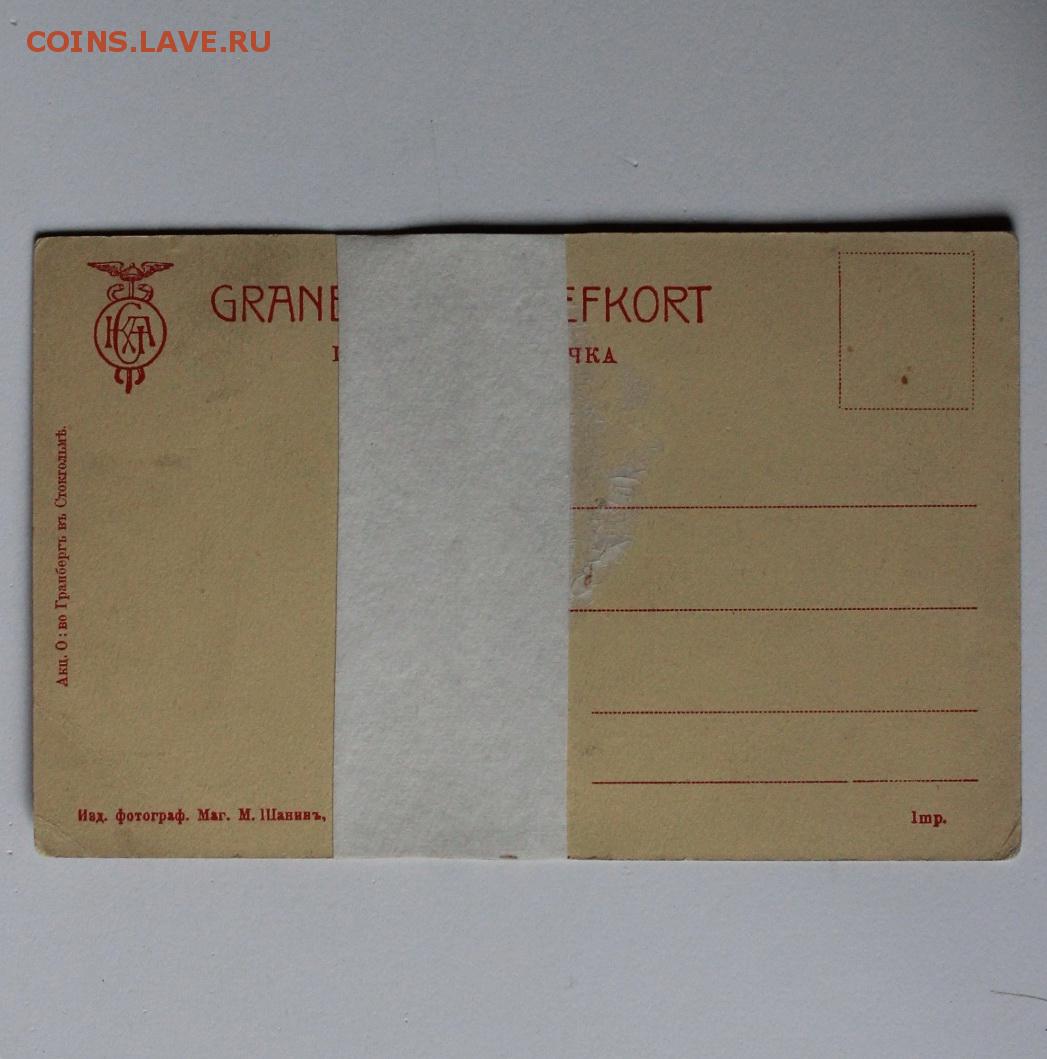 COINS.LAVE.RU
GRANB EFKORT
ЧКА
Акц. О: во Гранбергъ въ Стокгольмѣ.
Изд. фотограф. Маг. М. Шанинъ,
Imp.